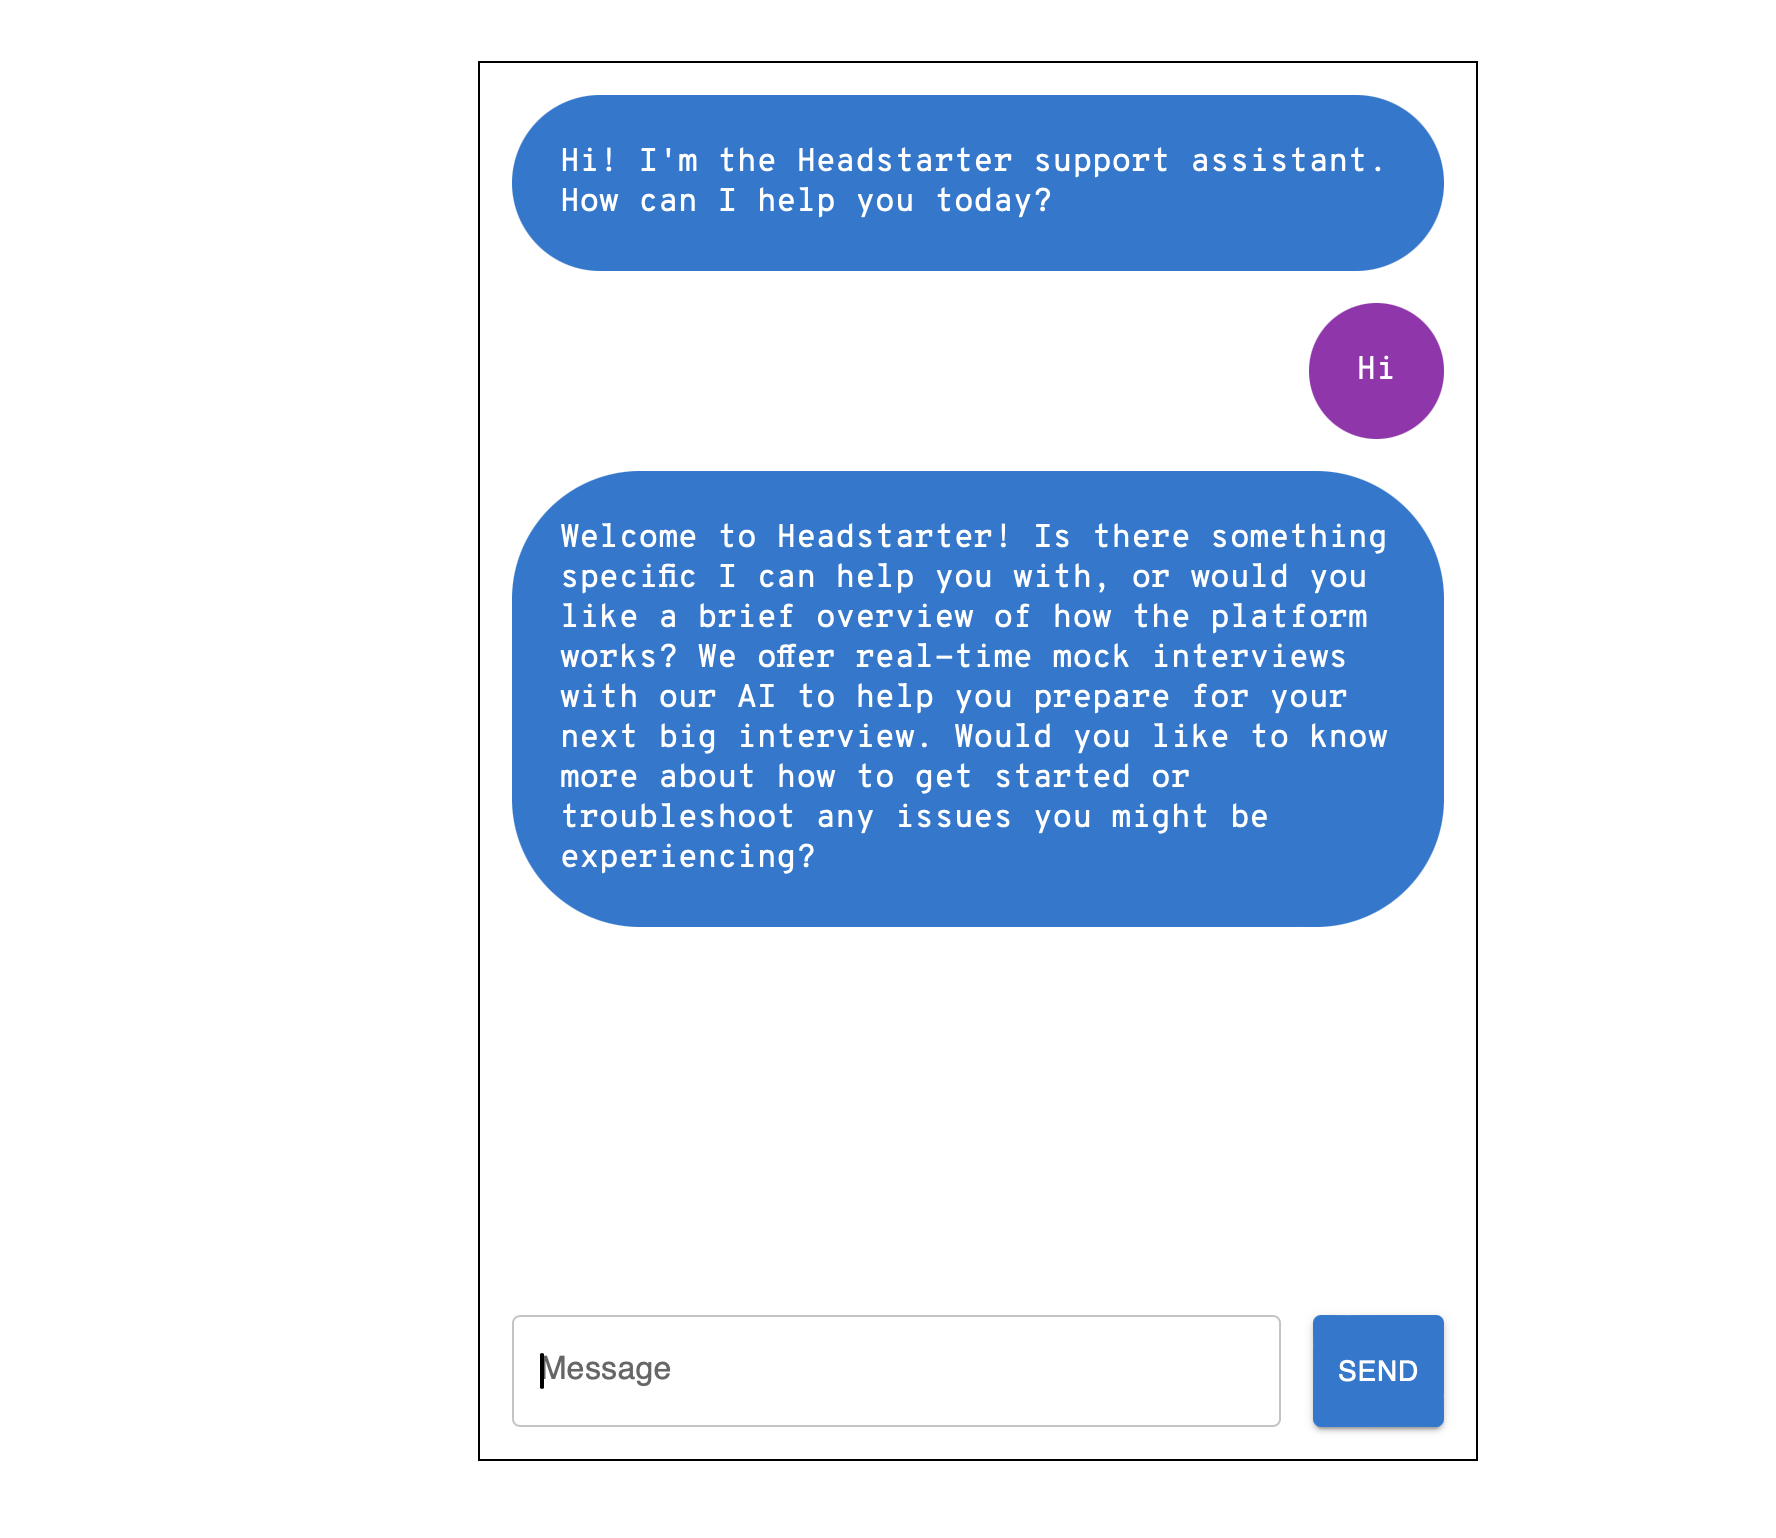 Hi! I'm the Headstarter support assistant.
How can I help you today?
Hi
Welcome to Headstarter! Is there something
specific I can help you with, or would you
like a brief overview of how the platform
works? We offer real-time mock interviews
with our AI to help you prepare for your
next big interview. Would you like to know
more about how to get started or
troubleshoot any issues you might be
experiencing?
Message
SEND